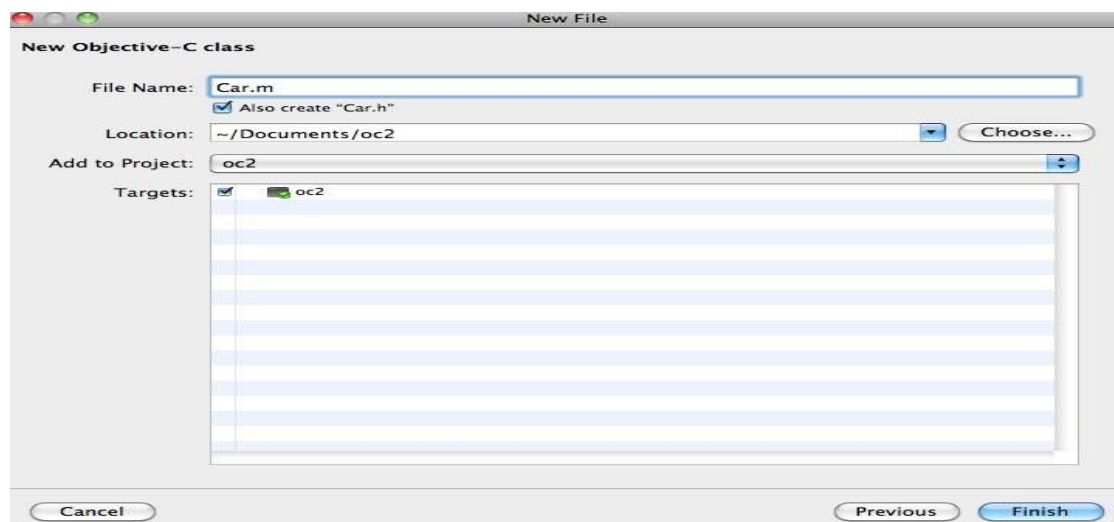 New File
New Objective-C class
File Name: Car.m
Also create "Car.h"
Location: ~/Documents/oc2 Choose...
Add to Project: oc2
Targets: oc2
Cancel Previous Finish